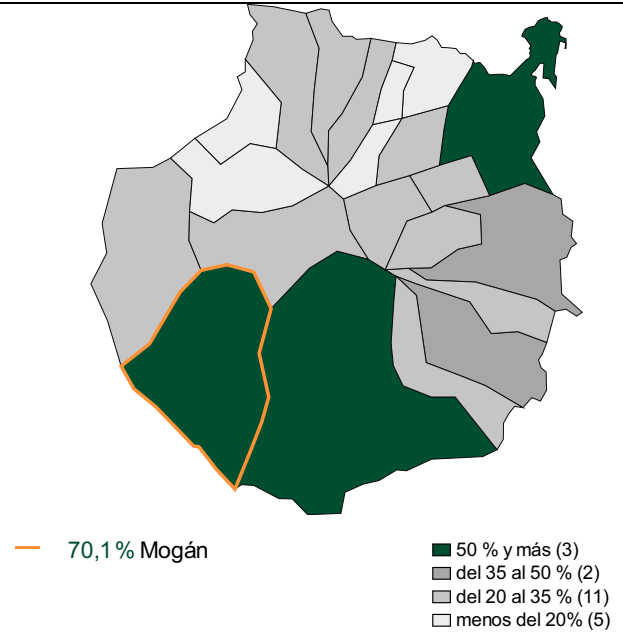 70,1% Mogán
50 % y más (3)
del 35 al 50 % (2)
del 20 al 35 % (11)
menos del 20% (5)